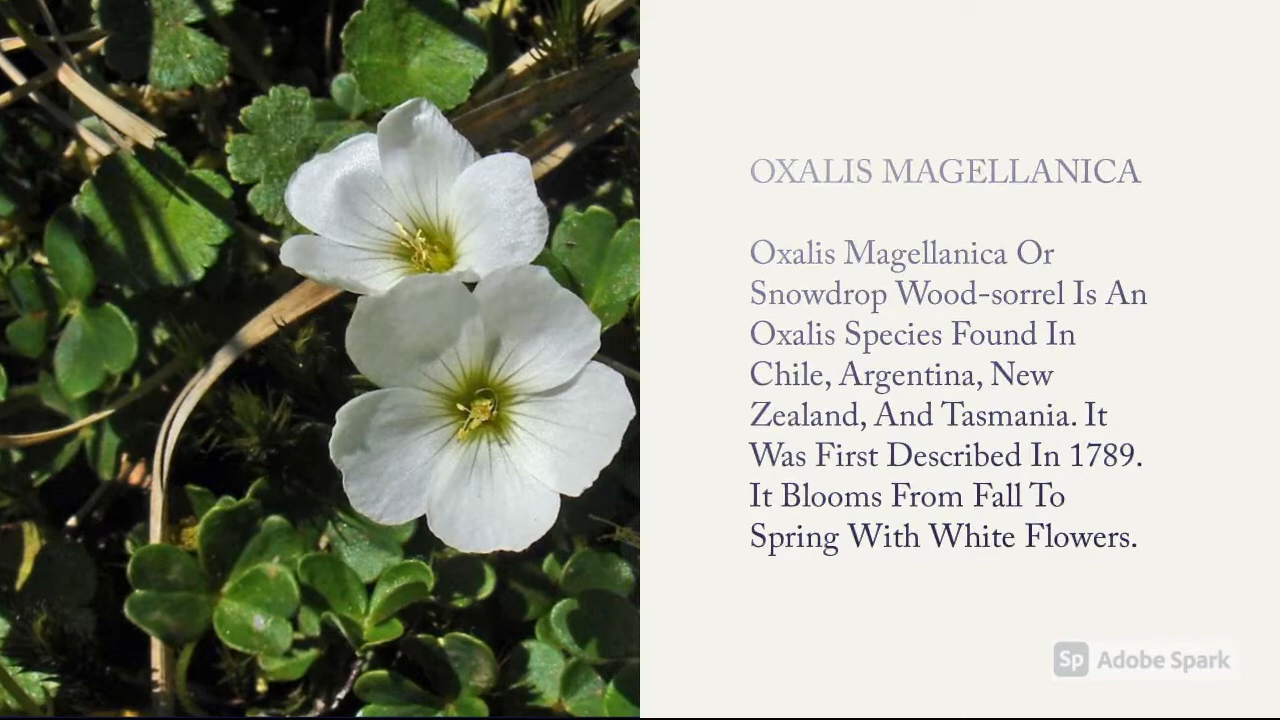 OXALIS MAGELLANICA
Oxalis Magellanica Or
Snowdrop Wood-sorrel Is An
Oxalis Species Found In
Chile, Argentina, New
Zealand, And Tasmania. It
Was First Described In 1789.
It Blooms From Fall To
Spring With White Flowers.
Sp Adobe Spark